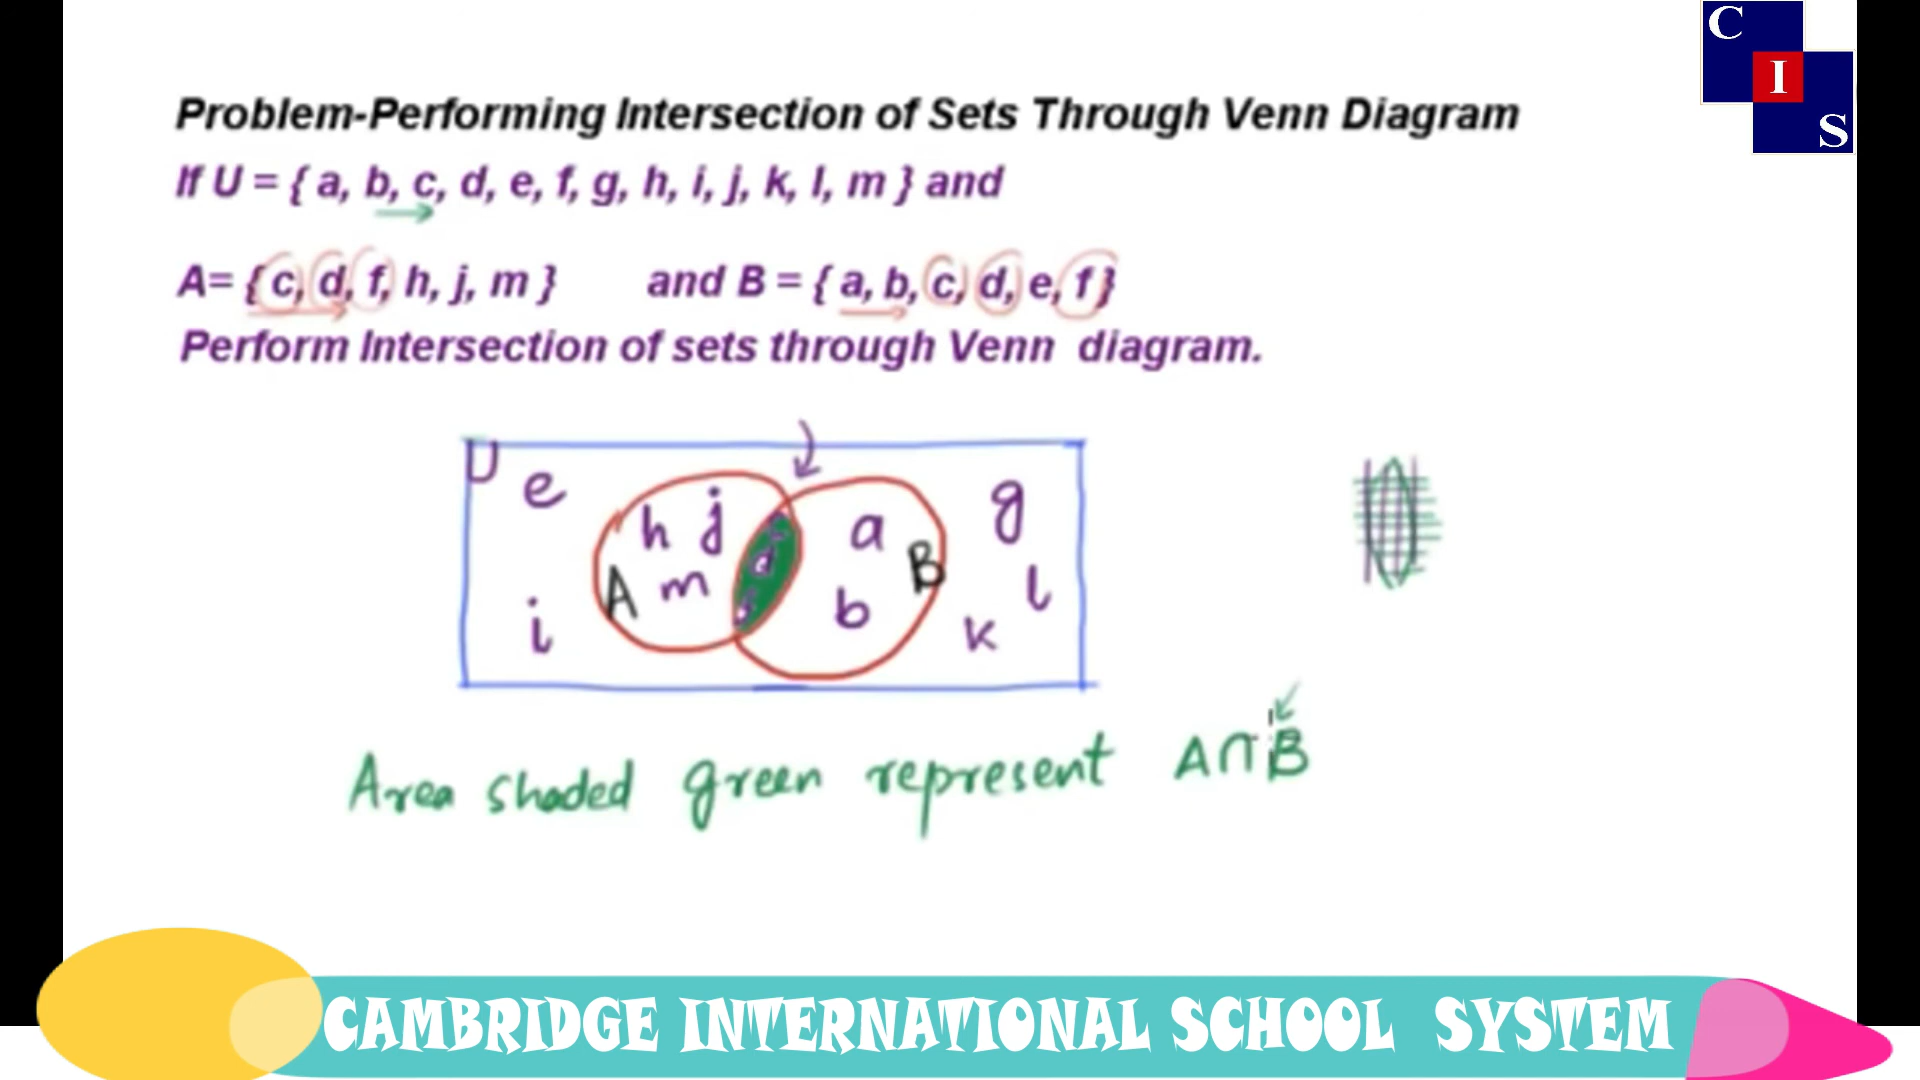 C
I
S
Problem-Performing Intersection of Sets Through Venn Diagram
If U = { a, b, c, d, e, f, g, h, i, j, k, l, m } and
A= { c, d, f, h, j, m } and B = { a, b, c, d, e, f }
Perform Intersection of sets through Venn diagram.
U e h j c a g
A m d B l
i f b k
Area shaded green represent A∩B
CAMBRIDGE INTERNATIONAL SCHOOL SYSTEM